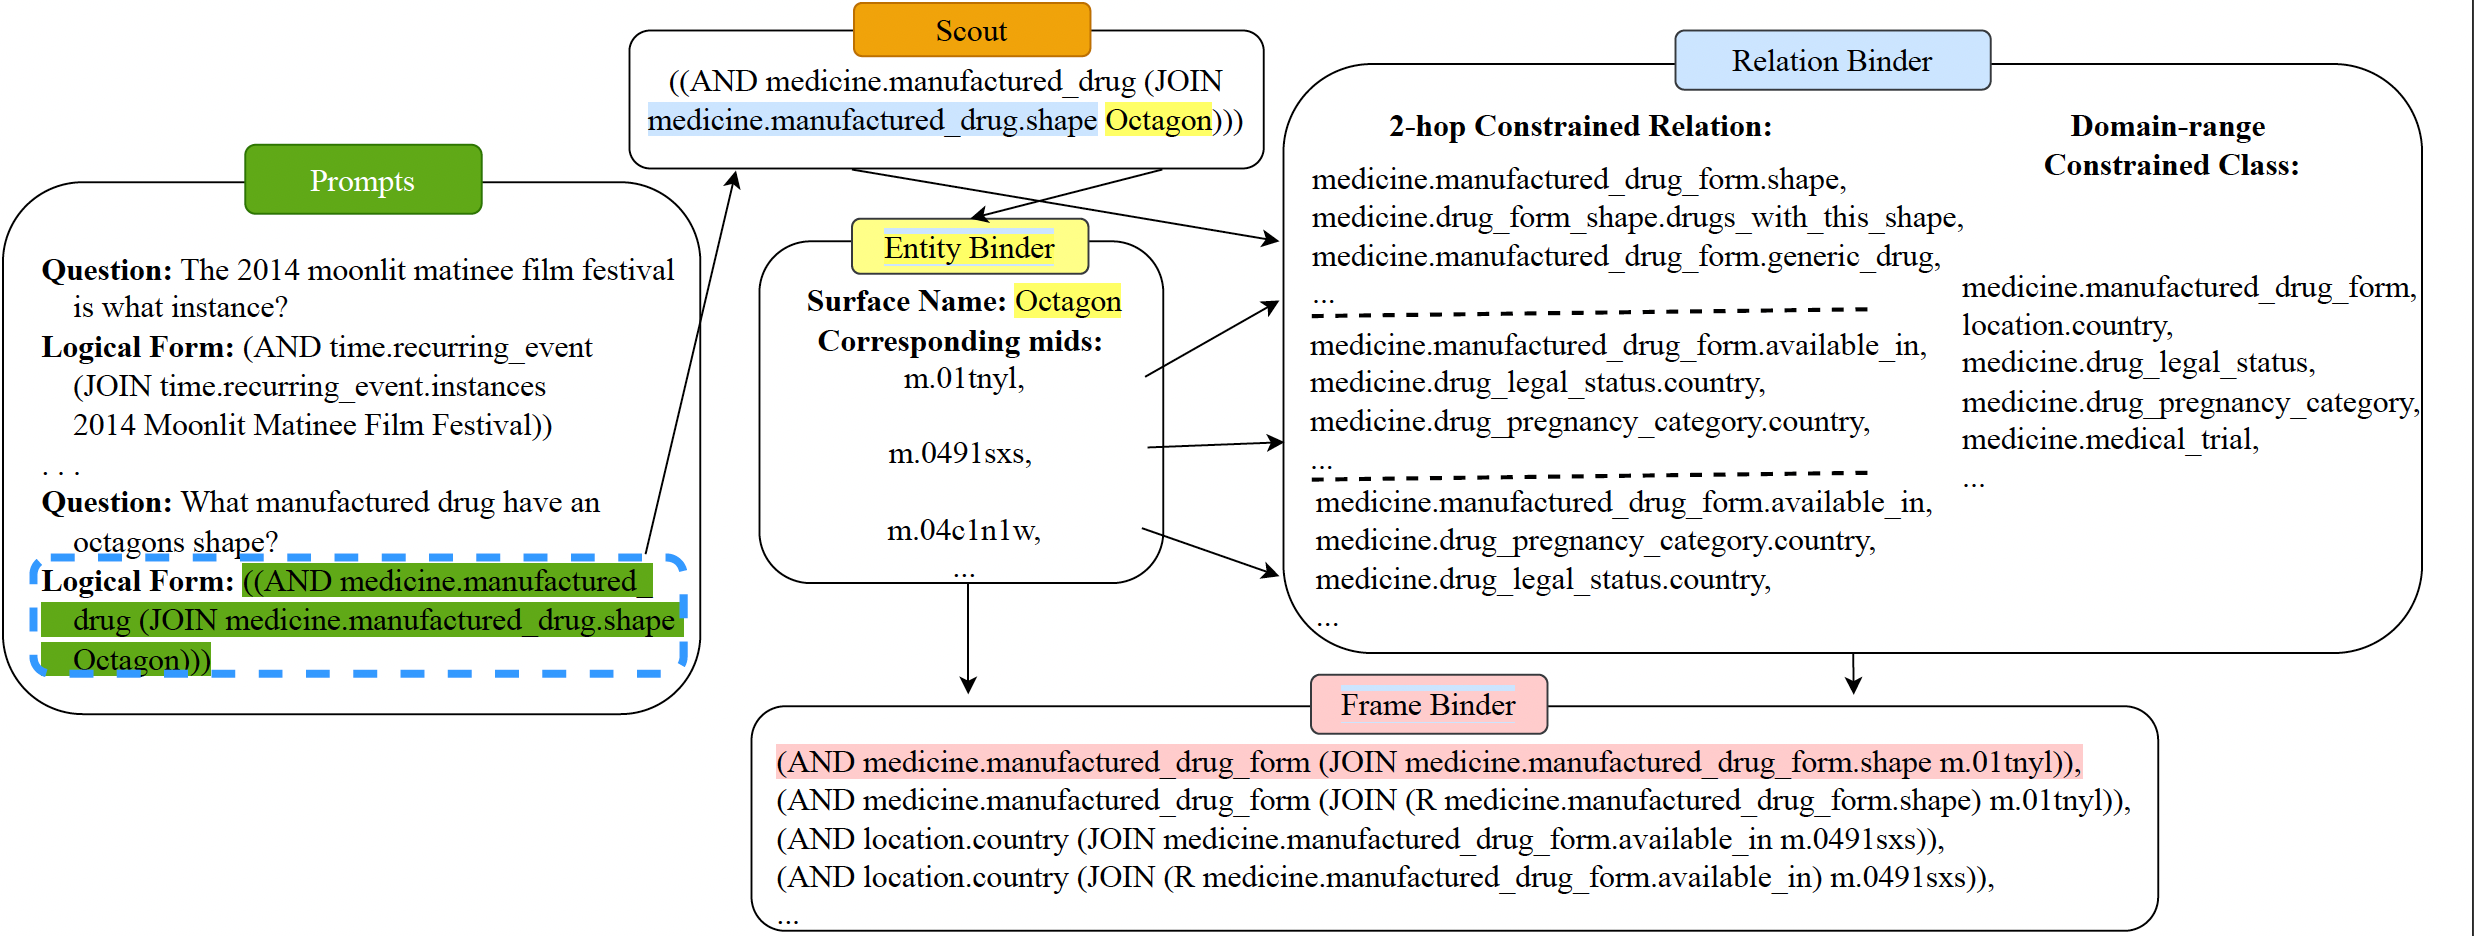 Prompts
Question: The 2014 moonlit matinee film festival
is what instance?
Logical Form: (AND time.recurring_event
(JOIN time.recurring_event.instances
2014 Moonlit Matinee Film Festival))
. . .
Question: What manufactured drug have an
octagons shape?
Logical Form: ((AND medicine.manufactured_
drug (JOIN medicine.manufactured_drug.shape
Octagon)))
Scout
((AND medicine.manufactured_drug (JOIN
medicine.manufactured_drug.shape Octagon)))
Entity Binder
Surface Name: Octagon
Corresponding mids:
m.01tnyl,
m.0491sxs,
m.04c1n1w,
...
Relation Binder
2-hop Constrained Relation:
medicine.manufactured_drug_form.shape,
medicine.drug_form_shape.drugs_with_this_shape,
medicine.manufactured_drug_form.generic_drug,
...
medicine.manufactured_drug_form.available_in,
medicine.drug_legal_status.country,
medicine.drug_pregnancy_category.country,
...
medicine.manufactured_drug_form.available_in,
medicine.drug_pregnancy_category.country,
medicine.drug_legal_status.country,
...
Domain-range
Constrained Class:
medicine.manufactured_drug_form,
location.country,
medicine.drug_legal_status,
medicine.drug_pregnancy_category,
medicine.medical_trial,
...
Frame Binder
(AND medicine.manufactured_drug_form (JOIN medicine.manufactured_drug_form.shape m.01tnyl)),
(AND medicine.manufactured_drug_form (JOIN (R medicine.manufactured_drug_form.shape) m.01tnyl)),
(AND location.country (JOIN medicine.manufactured_drug_form.available_in m.0491sxs)),
(AND location.country (JOIN (R medicine.manufactured_drug_form.available_in) m.0491sxs)),
...